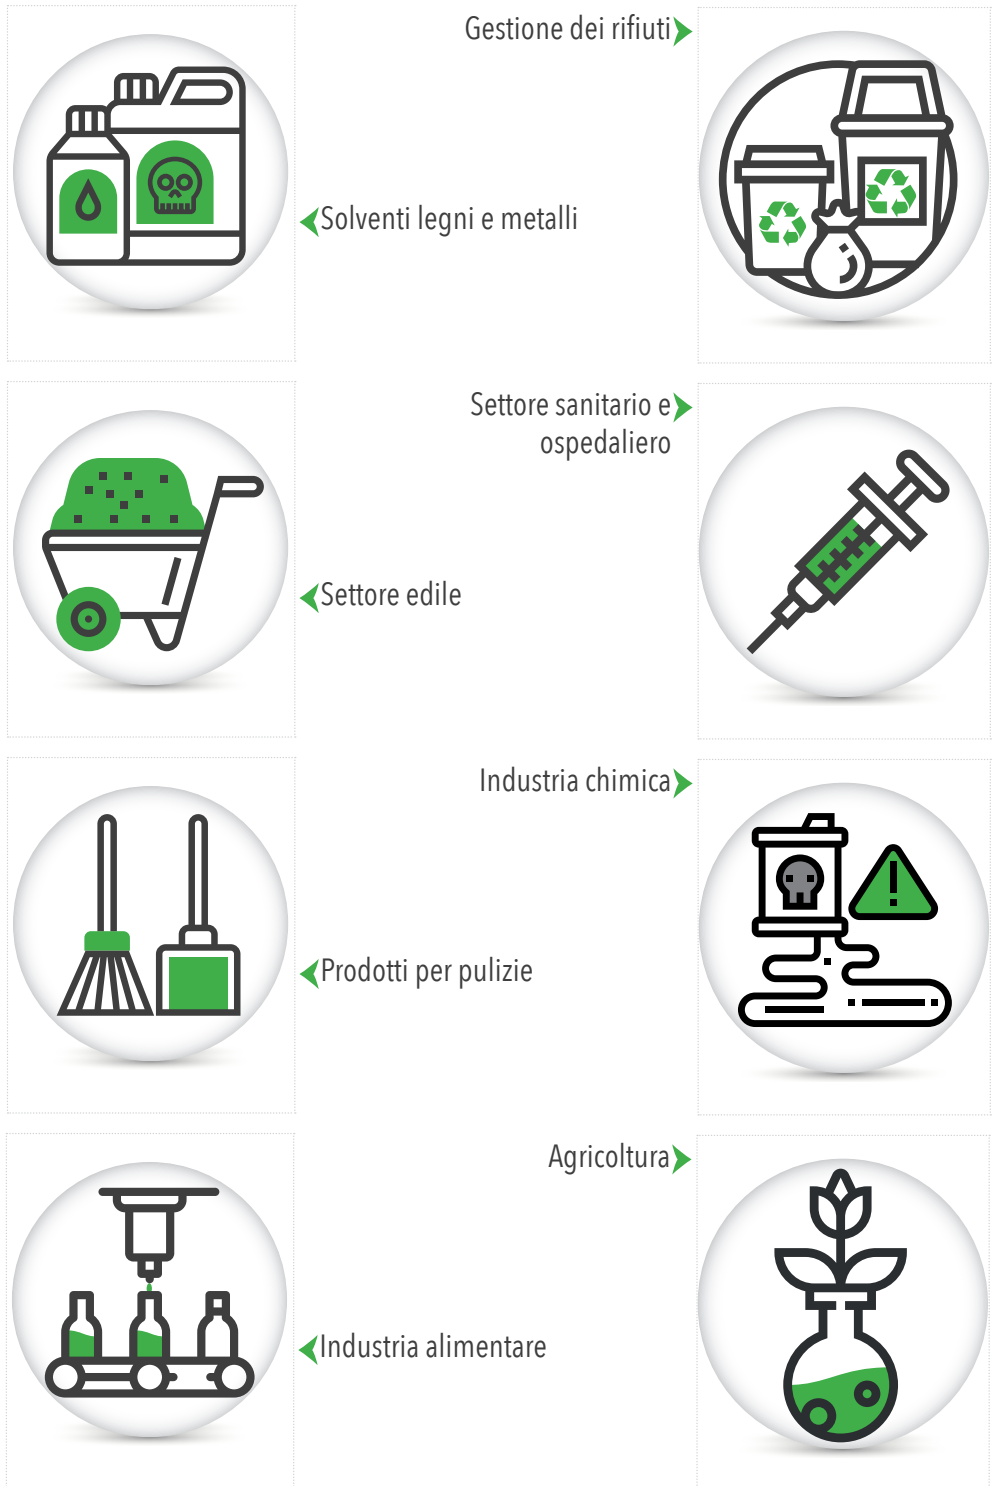 Gestione dei rifiuti
Solventi legni e metalli
Settore sanitario e
ospedaliero
Settore edile
Industria chimica
Prodotti per pulizie
Agricoltura
Industria alimentare